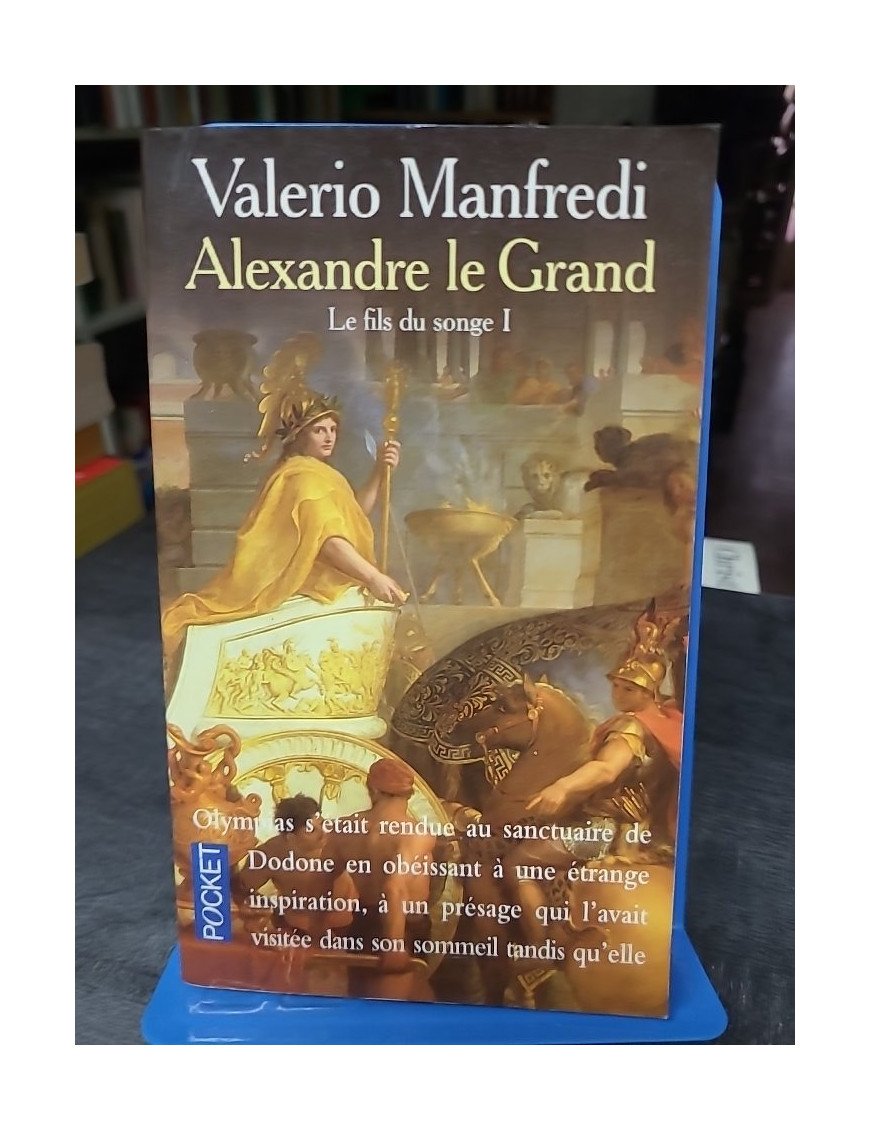 Valerio Manfredi
Alexandre le Grand
Le fils du songe I
Olympias s'était rendue au sanctuaire de
Dodone en obéissant à une étrange
inspiration, à un présage qui l'avait
visitée dans son sommeil tandis qu'elle
POCKET